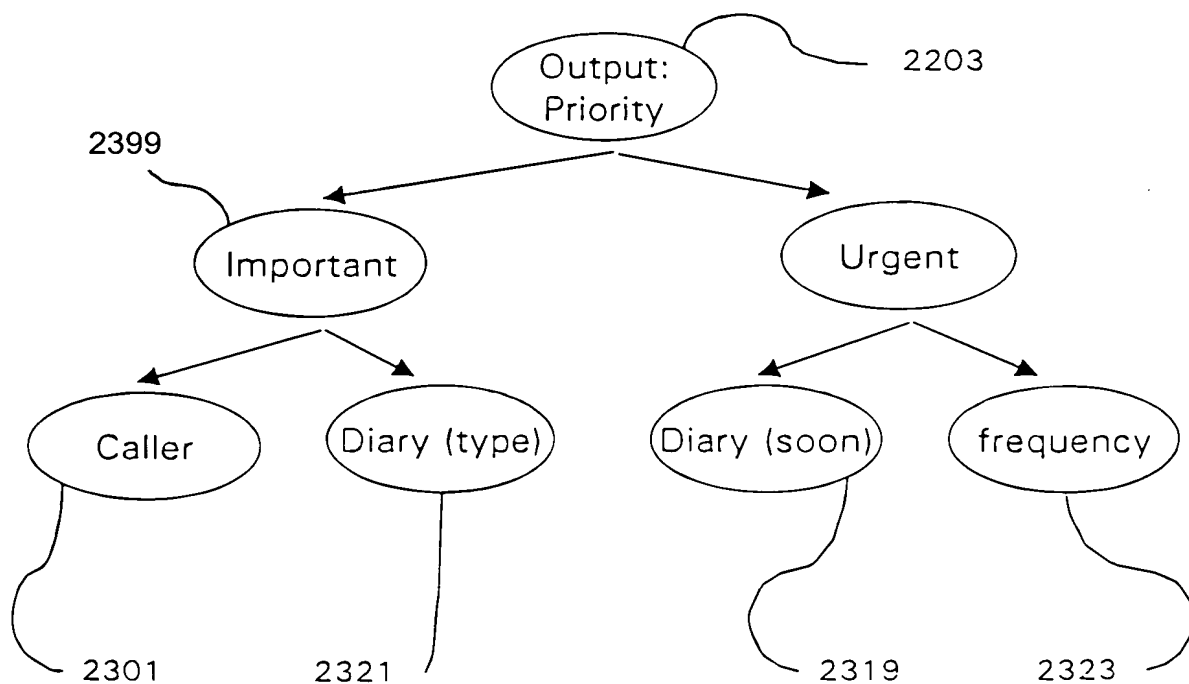 Output:
Priority
2203
2399
Important
Urgent
Caller
Diary (type)
Diary (soon)
frequency
2301
2321
2319
2323